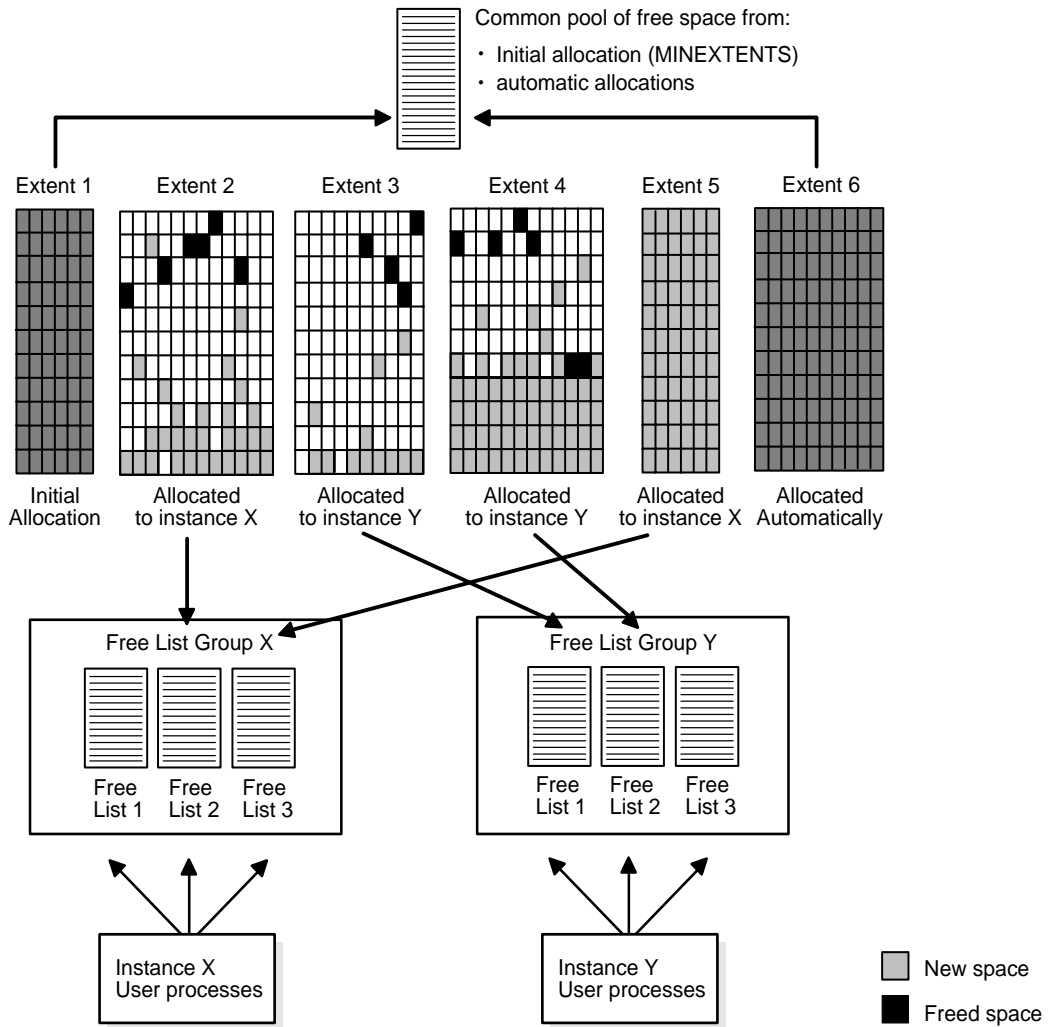 Common pool of free space from:
· Initial allocation (MINEXTENTS)
· automatic allocations
Extent 1
Extent 2
Extent 3
Extent 4
Extent 5
Extent 6
Initial
Allocation
Allocated
to instance X
Allocated
to instance Y
Allocated
to instance Y
Allocated
to instance X
Allocated
Automatically
Free List Group X
Free
List 1
Free
List 2
Free
List 3
Free List Group Y
Free
List 1
Free
List 2
Free
List 3
Instance X
User processes
Instance Y
User processes
New space
Freed space